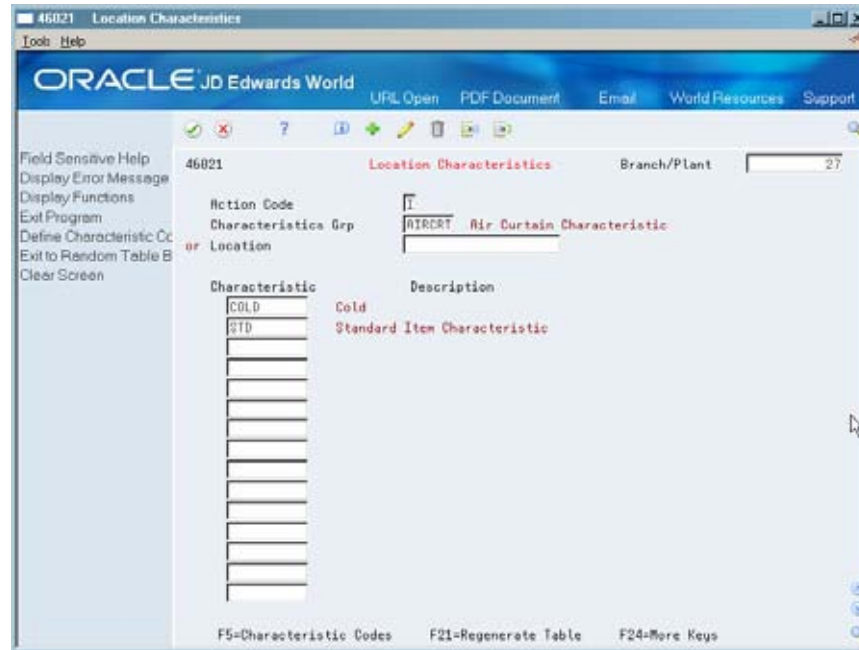 46021 Location Characteristics
Tools Help
ORACLE JD Edwards World
URL Open PDF Document Email World Resources Support
Field Sensitive Help
Display Error Message
Display Functions
Exit Program
Define Characteristic Co
Exit to Random Table B
Clear Screen
46021 Location Characteristics Branch/Plant 27
Action Code I
Characteristics Grp AIRCRT Air Curtain Characteristic
or Location
Characteristic Description
COLD Cold
STD Standard Item Characteristic
F5=Characteristic Codes F21=Regenerate Table F24=More Keys